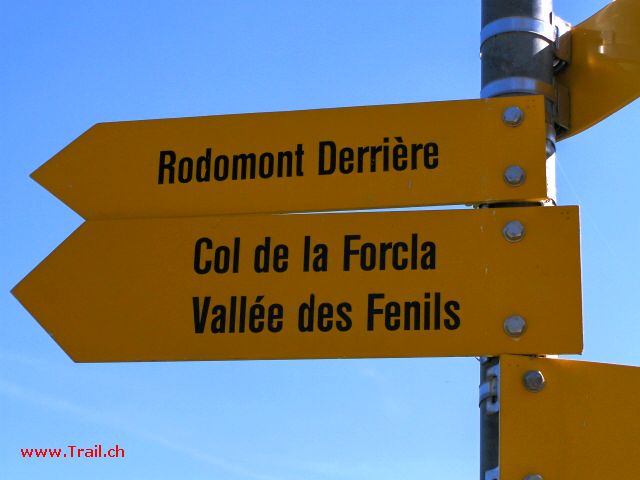 Rodomont Derrière
Col de la Forcla
Vallée des Fenils
www.Trail.ch